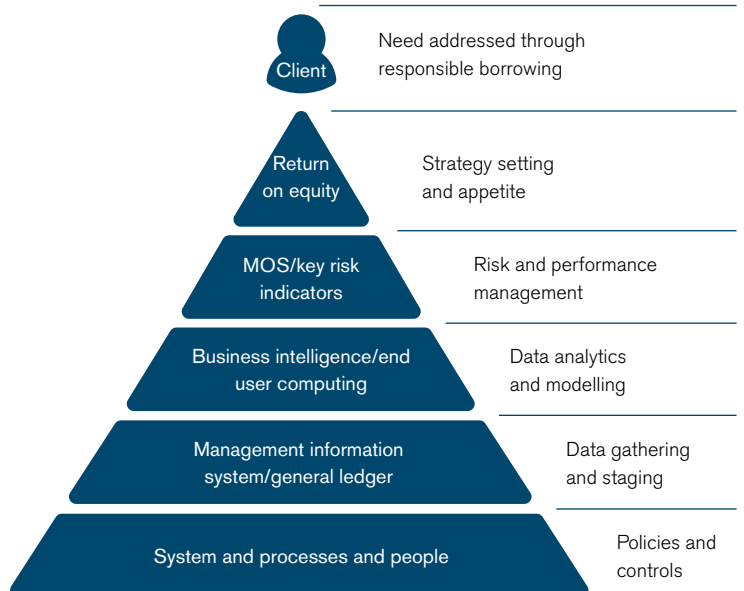 Client
Need addressed through
responsible borrowing
Return
on equity
Strategy setting
and appetite
MOS/key risk
indicators
Risk and performance
management
Business intelligence/end
user computing
Data analytics
and modelling
Management information
system/general ledger
Data gathering
and staging
System and processes and people
Policies and
controls